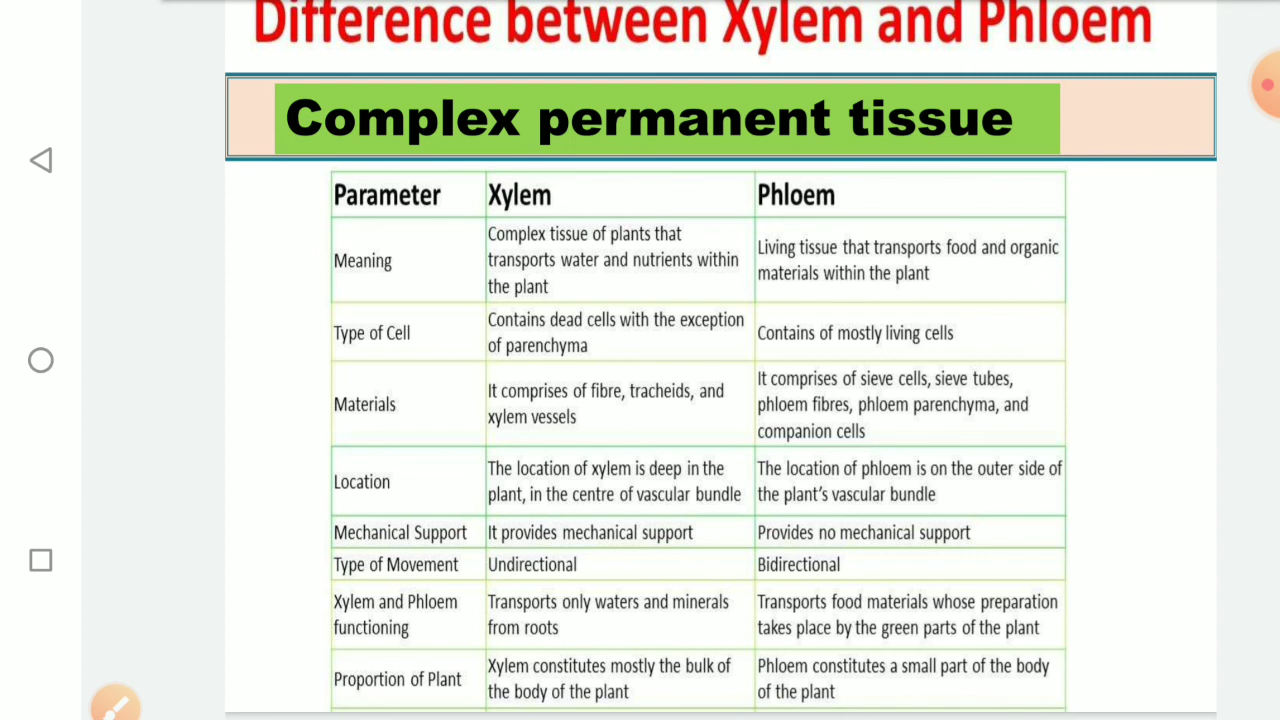 Difference between Xylem and Phloem
Complex permanent tissue
Parameter
Xylem
Phloem
Meaning
Complex tissue of plants that
transports water and nutrients within
the plant
Living tissue that transports food and organic
materials within the plant
Type of Cell
Contains dead cells with the exception
of parenchyma
Contains of mostly living cells
Materials
It comprises of fibre, tracheids, and
xylem vessels
It comprises of sieve cells, sieve tubes,
phloem fibres, phloem parenchyma, and
companion cells
Location
The location of xylem is deep in the
plant, in the centre of vascular bundle
The location of phloem is on the outer side of
the plant's vascular bundle
Mechanical Support
It provides mechanical support
Provides no mechanical support
Type of Movement
Undirectional
Bidirectional
Xylem and Phloem
functioning
Transports only waters and minerals
from roots
Transports food materials whose preparation
takes place by the green parts of the plant
Proportion of Plant
Xylem constitutes mostly the bulk of
the body of the plant
Phloem constitutes a small part of the body
of the plant